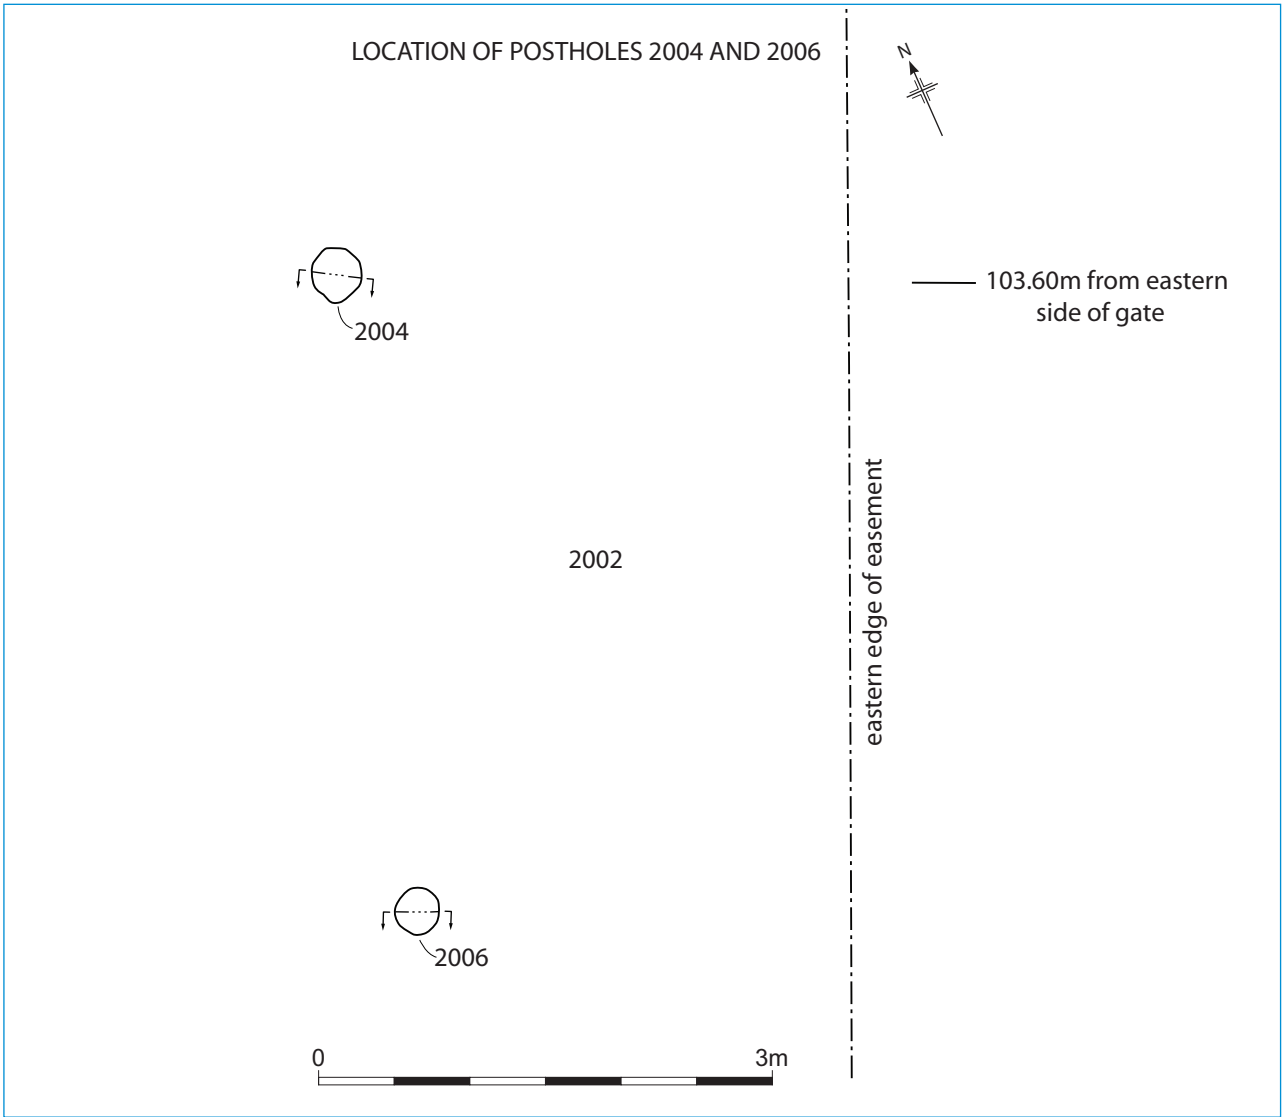 LOCATION OF POSTHOLES 2004 AND 2006
N
103.60m from eastern
side of gate
2004
eastern edge of easement
2002
2006
0
3m